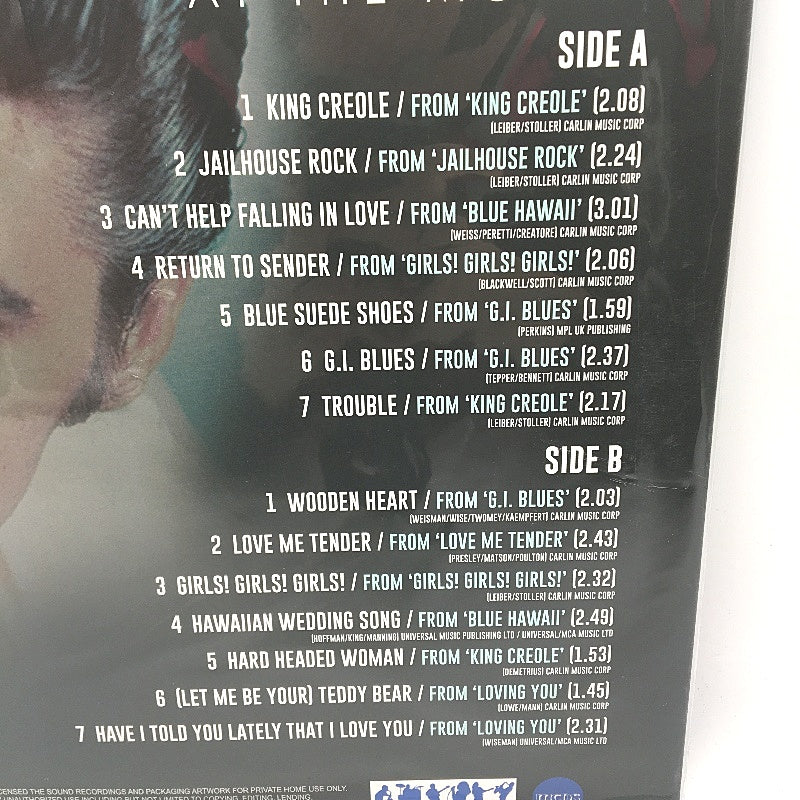 AT THE MO
SIDE A
1 KING CREOLE / FROM ‘KING CREOLE’ (2.08)
(LEIBER/STOLLER) CARLIN MUSIC CORP
2 JAILHOUSE ROCK / FROM ‘JAILHOUSE ROCK’ (2.24)
(LEIBER/STOLLER) CARLIN MUSIC CORP
3 CAN'T HELP FALLING IN LOVE / FROM ‘BLUE HAWAII’ (3.01)
(WEISS/PERETTI/CREATORE) CARLIN MUSIC CORP
4 RETURN TO SENDER / FROM ‘GIRLS! GIRLS! GIRLS!’ (2.06)
(BLACKWELL/SCOTT) CARLIN MUSIC CORP
5 BLUE SUEDE SHOES / FROM ‘G.I. BLUES’ (1.59)
(PERKINS) MPL UK PUBLISHING
6 G.I. BLUES / FROM ‘G.I. BLUES’ (2.37)
(TEPPER/BENNETT) CARLIN MUSIC CORP
7 TROUBLE / FROM ‘KING CREOLE’ (2.17)
(LEIBER/STOLLER) CARLIN MUSIC CORP
SIDE B
1 WOODEN HEART / FROM ‘G.I. BLUES’ (2.03)
(WEISMAN/WISE/TWOMEY/KAEMPFERT) CARLIN MUSIC CORP
2 LOVE ME TENDER / FROM ‘LOVE ME TENDER’ (2.43)
(PRESLEY/MATSON/POULTON) CARLIN MUSIC CORP
3 GIRLS! GIRLS! GIRLS! / FROM ‘GIRLS! GIRLS! GIRLS!’ (2.32)
(LEIBER/STOLLER) CARLIN MUSIC CORP
4 HAWAIIAN WEDDING SONG / FROM ‘BLUE HAWAII’ (2.49)
(HOFFMAN/KING/MANNING) UNIVERSAL MUSIC PUBLISHING LTD / UNIVERSAL/MCA MUSIC LTD
5 HARD HEADED WOMAN / FROM ‘KING CREOLE’ (1.53)
(DEMETRIUS) CARLIN MUSIC CORP
6 (LET ME BE YOUR) TEDDY BEAR / FROM ‘LOVING YOU’ (1.45)
(LOWE/MANN) CARLIN MUSIC CORP
7 HAVE I TOLD YOU LATELY THAT I LOVE YOU / FROM ‘LOVING YOU’ (2.31)
(WISEMAN) UNIVERSAL/MCA MUSIC LTD
CENSED THE SOUND RECORDINGS AND PACKAGING ARTWORK FOR PRIVATE HOME USE ONLY.
UNAUTHORIZED USE INCLUDING BUT NOT LIMITED TO COPYING, EDITING, LENDING,